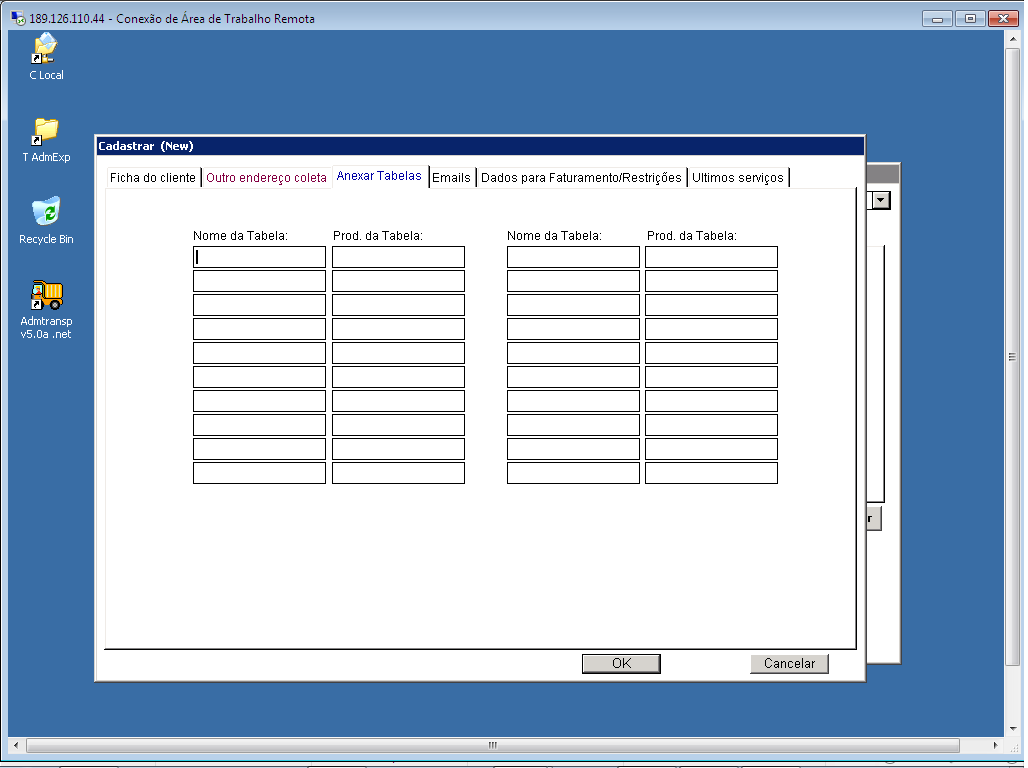 189.126.110.44 - Conexão de Área de Trabalho Remota
C Local
T AdmExp
Recycle Bin
Admtransp
v5.0a .net
Cadastrar (New)
Ficha do cliente
Outro endereço coleta
Anexar Tabelas
Emails
Dados para Faturamento/Restrições
Ultimos serviços
Nome da Tabela:
Prod. da Tabela:
Nome da Tabela:
Prod. da Tabela:
r
OK
Cancelar